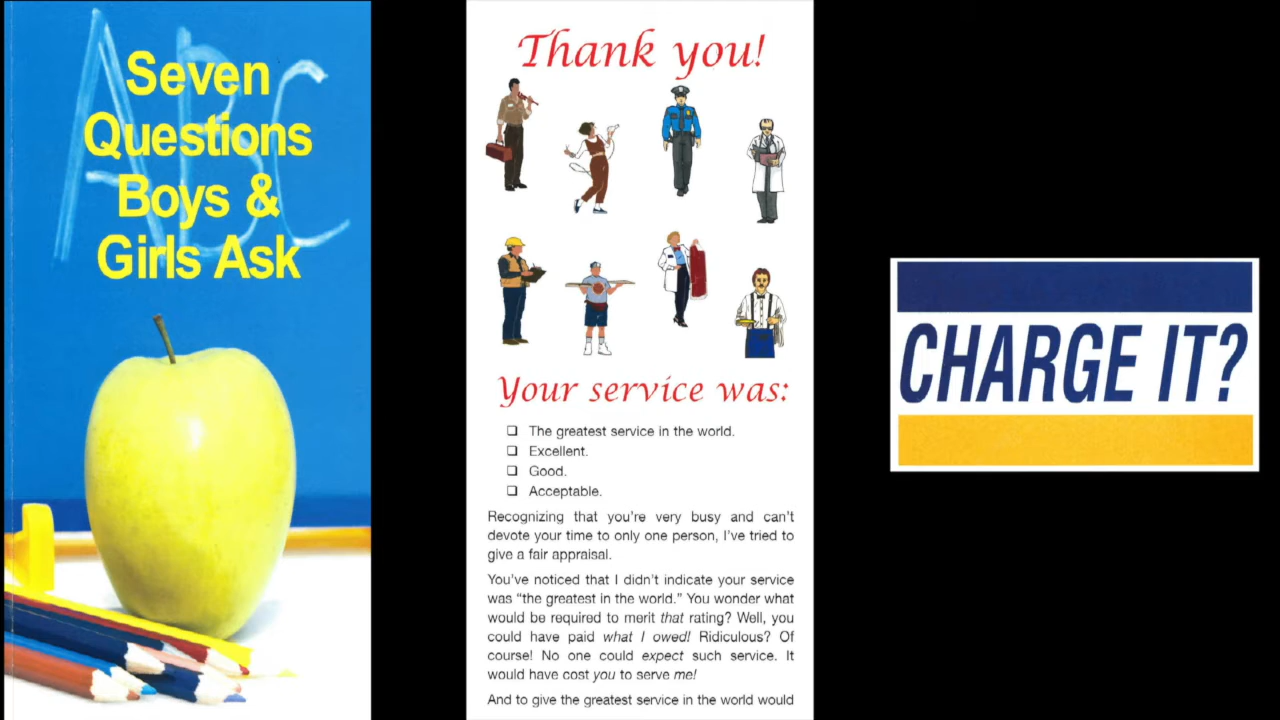 ABC
Seven
Questions
Boys &
Girls Ask
Thank you!
Your service was:
❑ The greatest service in the world.
❑ Excellent.
❑ Good.
❑ Acceptable.
Recognizing that you're very busy and can't
devote your time to only one person, I've tried to
give a fair appraisal.
You've noticed that I didn't indicate your service
was "the greatest in the world." You wonder what
would be required to merit that rating? Well, you
could have paid what I owed! Ridiculous? Of
course! No one could expect such service. It
would have cost you to serve me!
And to give the greatest service in the world would
CHARGE IT?